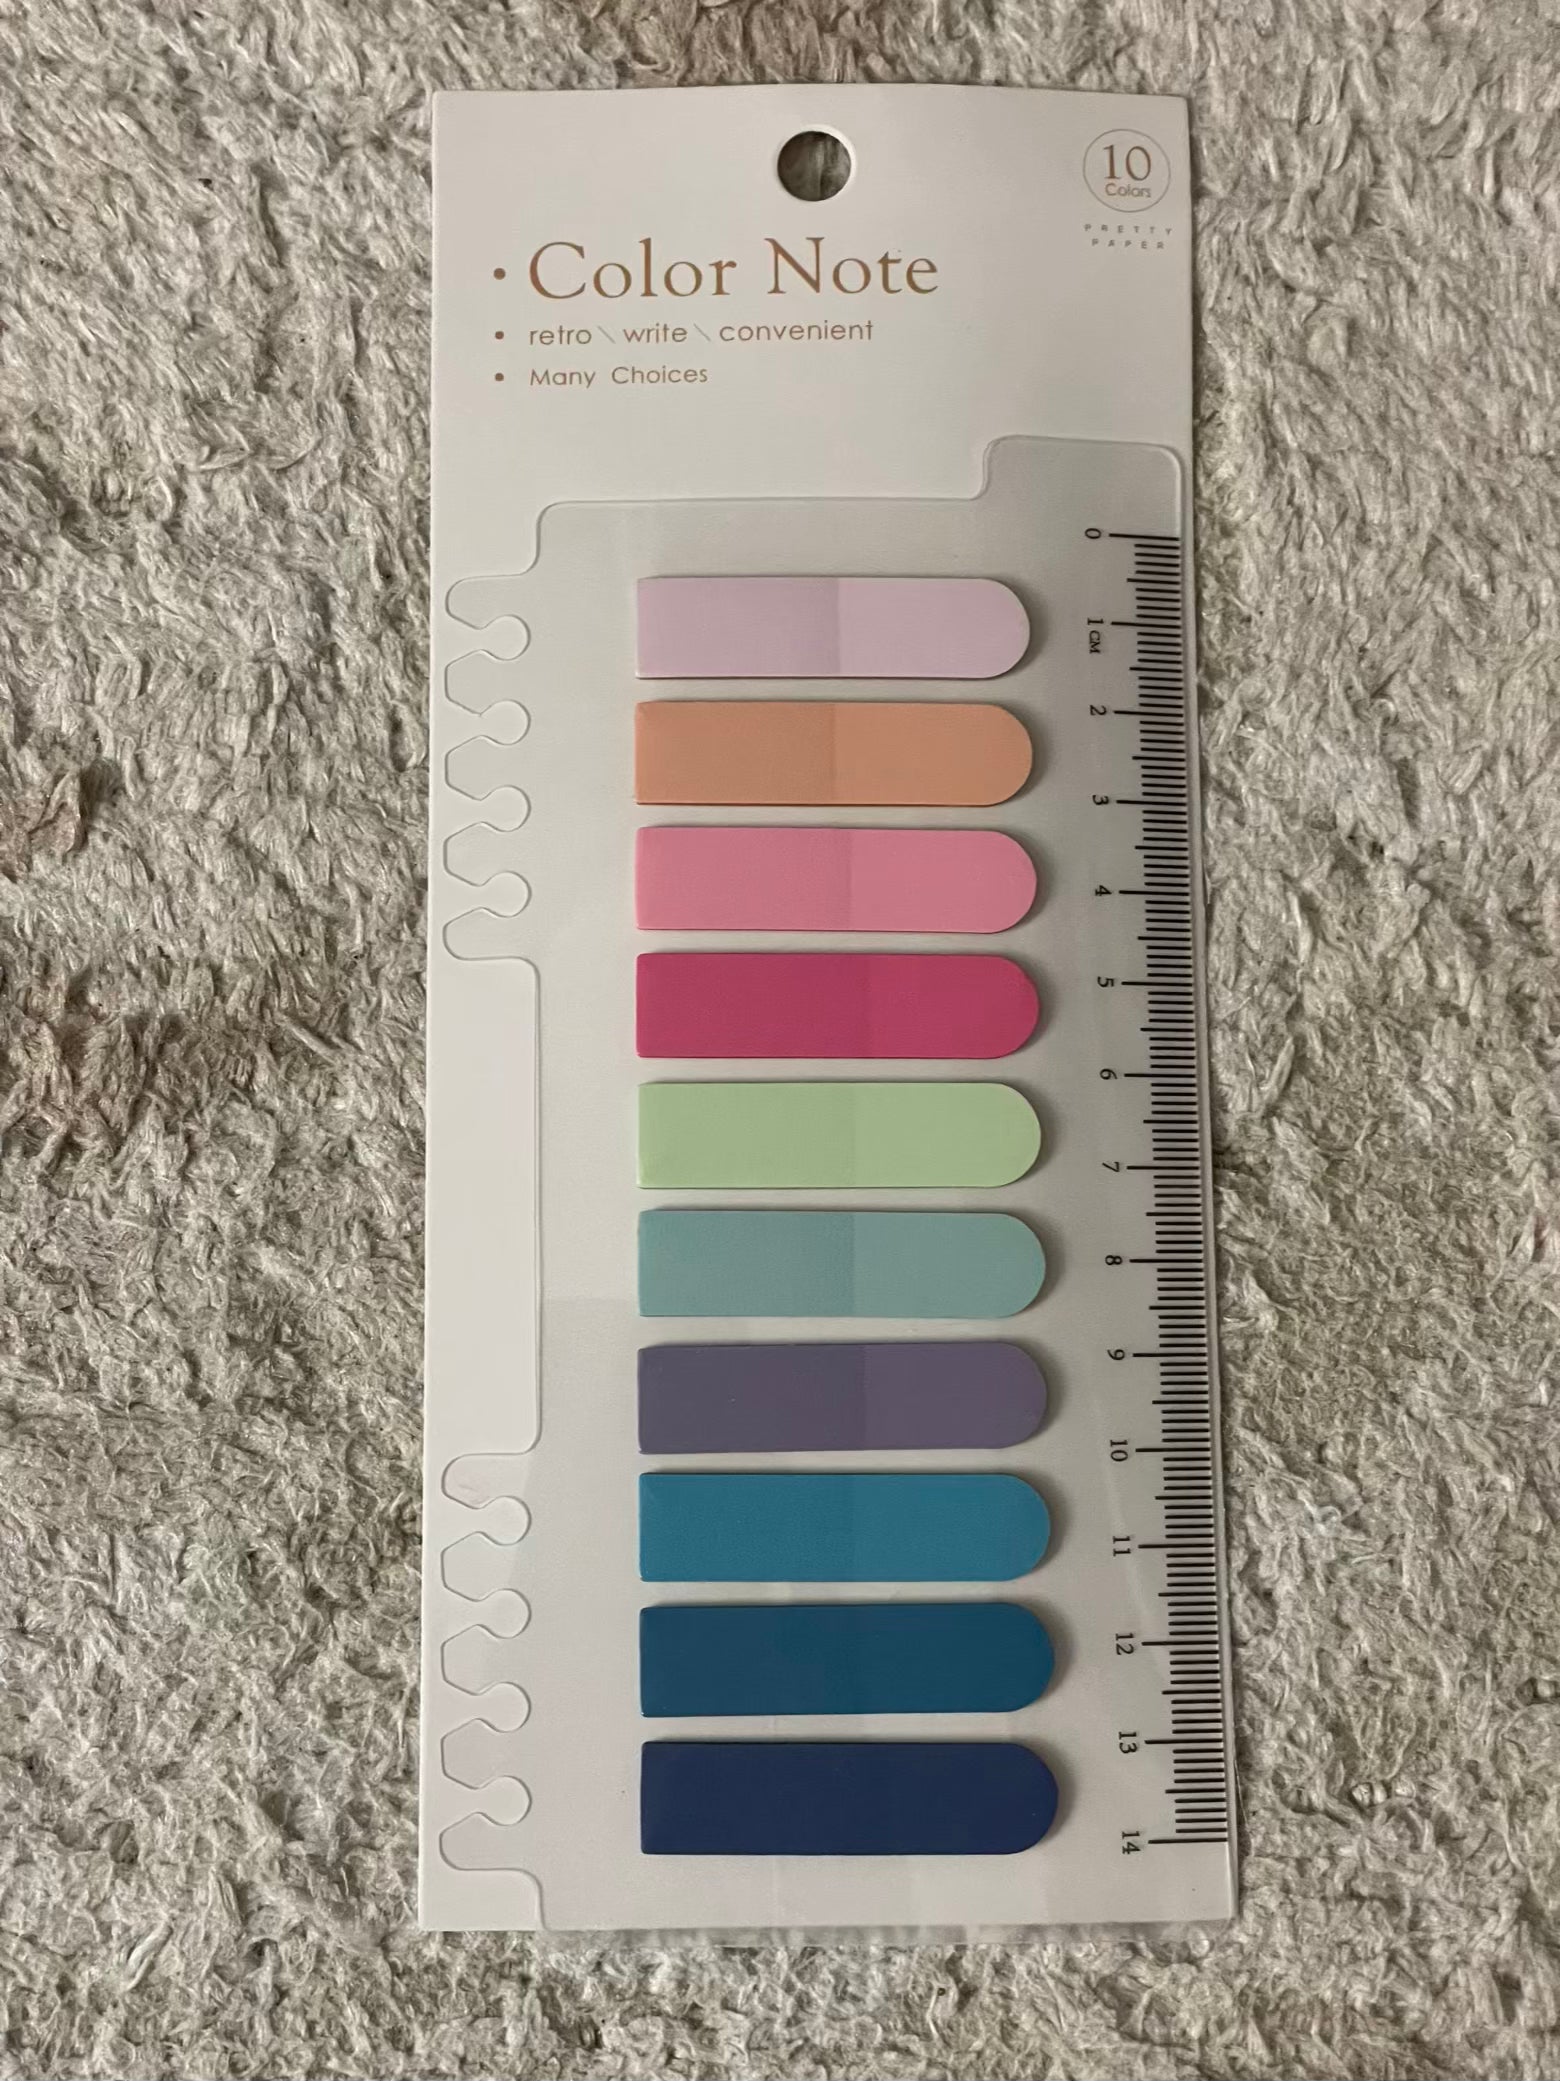 10
Colors
PRETTY
PAPER
• Color Note
• retro \ write \ convenient
• Many Choices
0
1CM
2
3
4
5
6
7
8
9
10
11
12
13
14